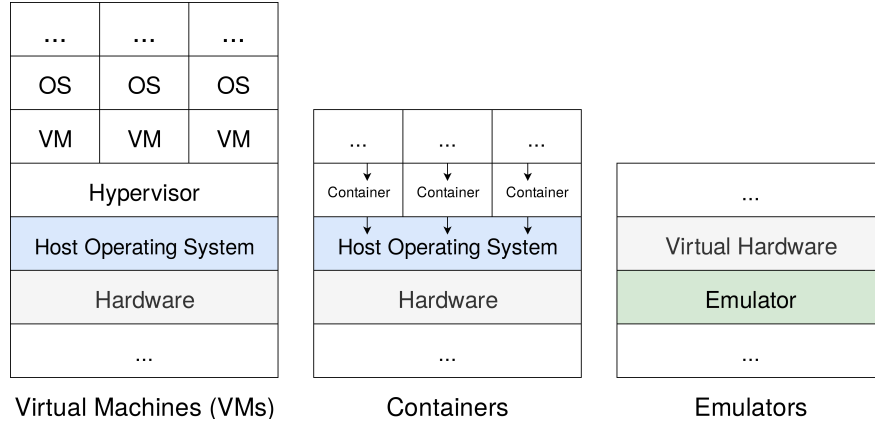 ... ... ...
OS OS OS
VM VM VM
Hypervisor
Host Operating System
Hardware
...
Virtual Machines (VMs)
... ... ...
Container Container Container
Host Operating System
Hardware
...
Containers
...
Virtual Hardware
Emulator
...
Emulators